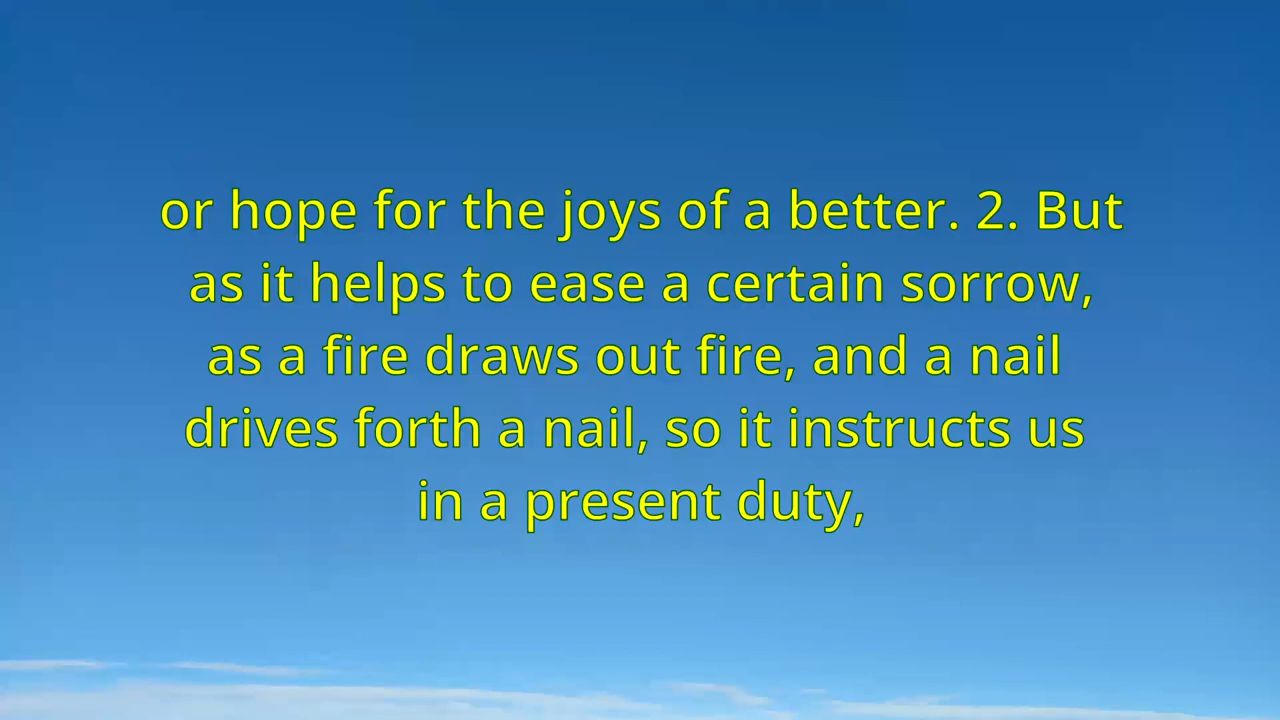 or hope for the joys of a better. 2. But
as it helps to ease a certain sorrow,
as a fire draws out fire, and a nail
drives forth a nail, so it instructs us
in a present duty,